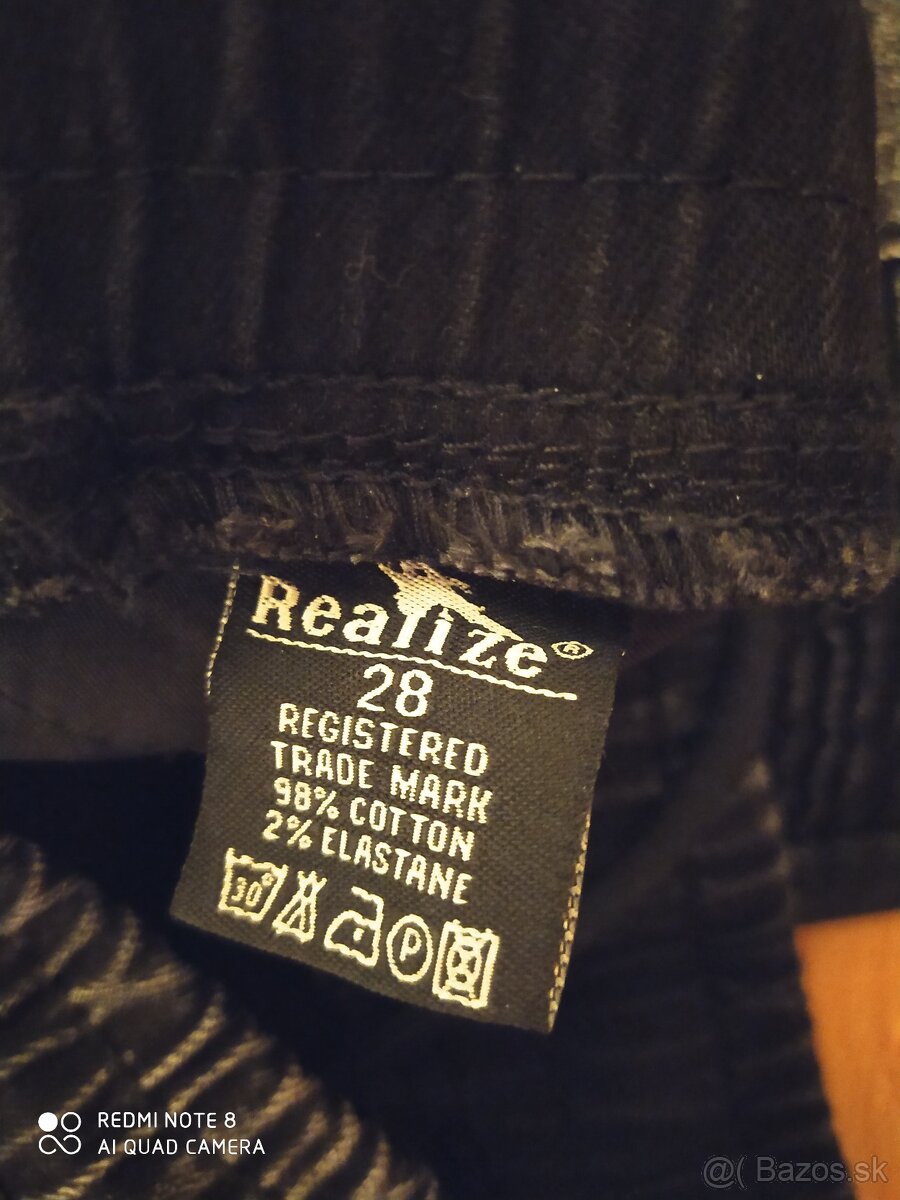 Realize®
28
REGISTERED
TRADE MARK
98% COTTON
2% ELASTANE
30° P
REDMI NOTE 8
AI QUAD CAMERA
@( Bazos.sk